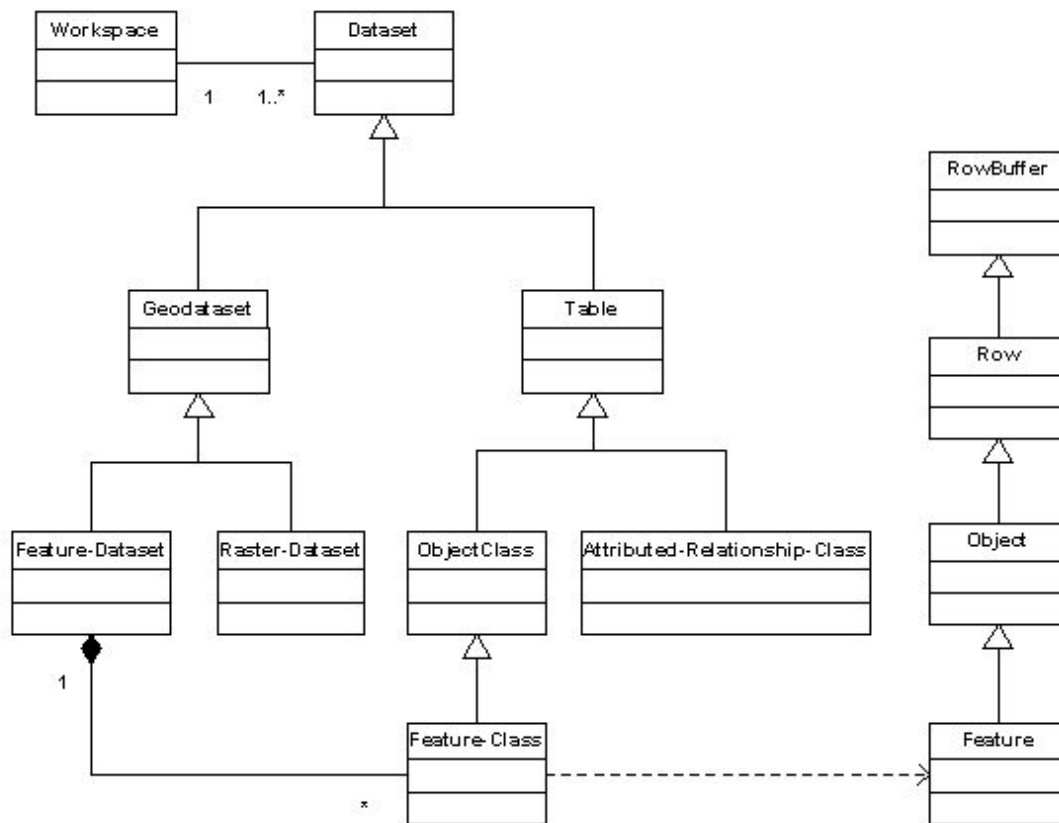 Workspace
Dataset
1
1..*
RowBuffer
Geodataset
Table
Row
Feature-Dataset
Raster-Dataset
ObjectClass
Attributed-Relationship-Class
Object
1
Feature-Class
Feature
*